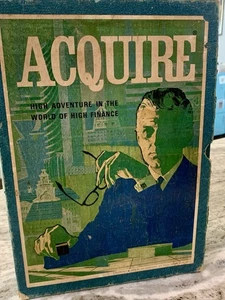 ACQUIRE
HIGH ADVENTURE IN THE
WORLD OF HIGH FINANCE